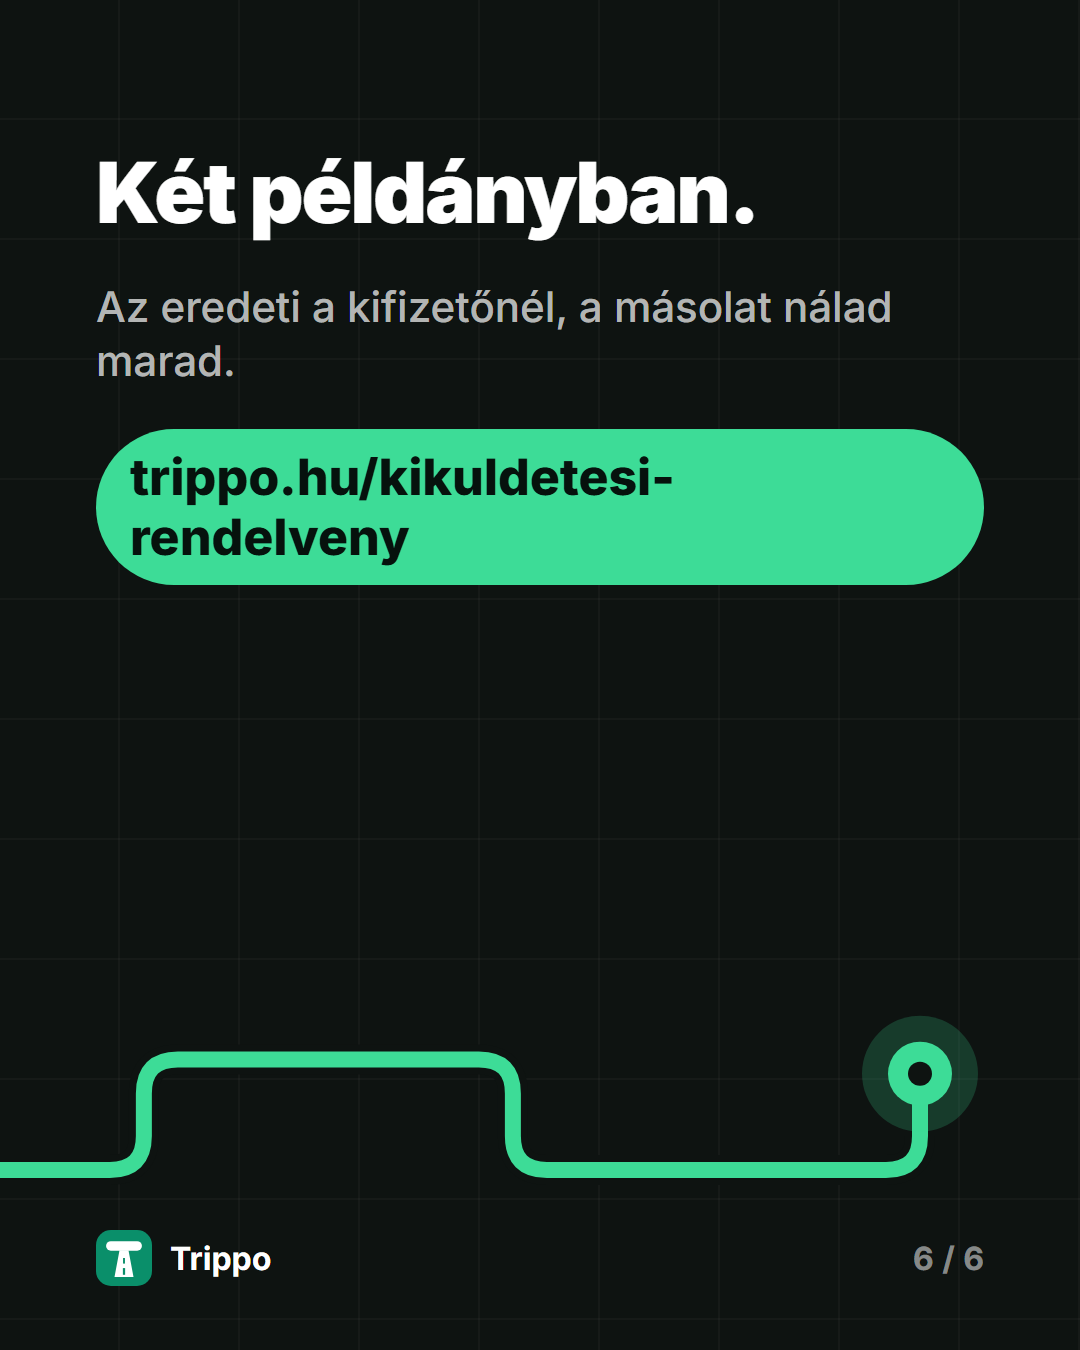 Két példányban.
Az eredeti a kifizetőnél, a másolat nálad
marad.
trippo.hu/kikuldetesi-
rendelveny
Trippo
6 / 6